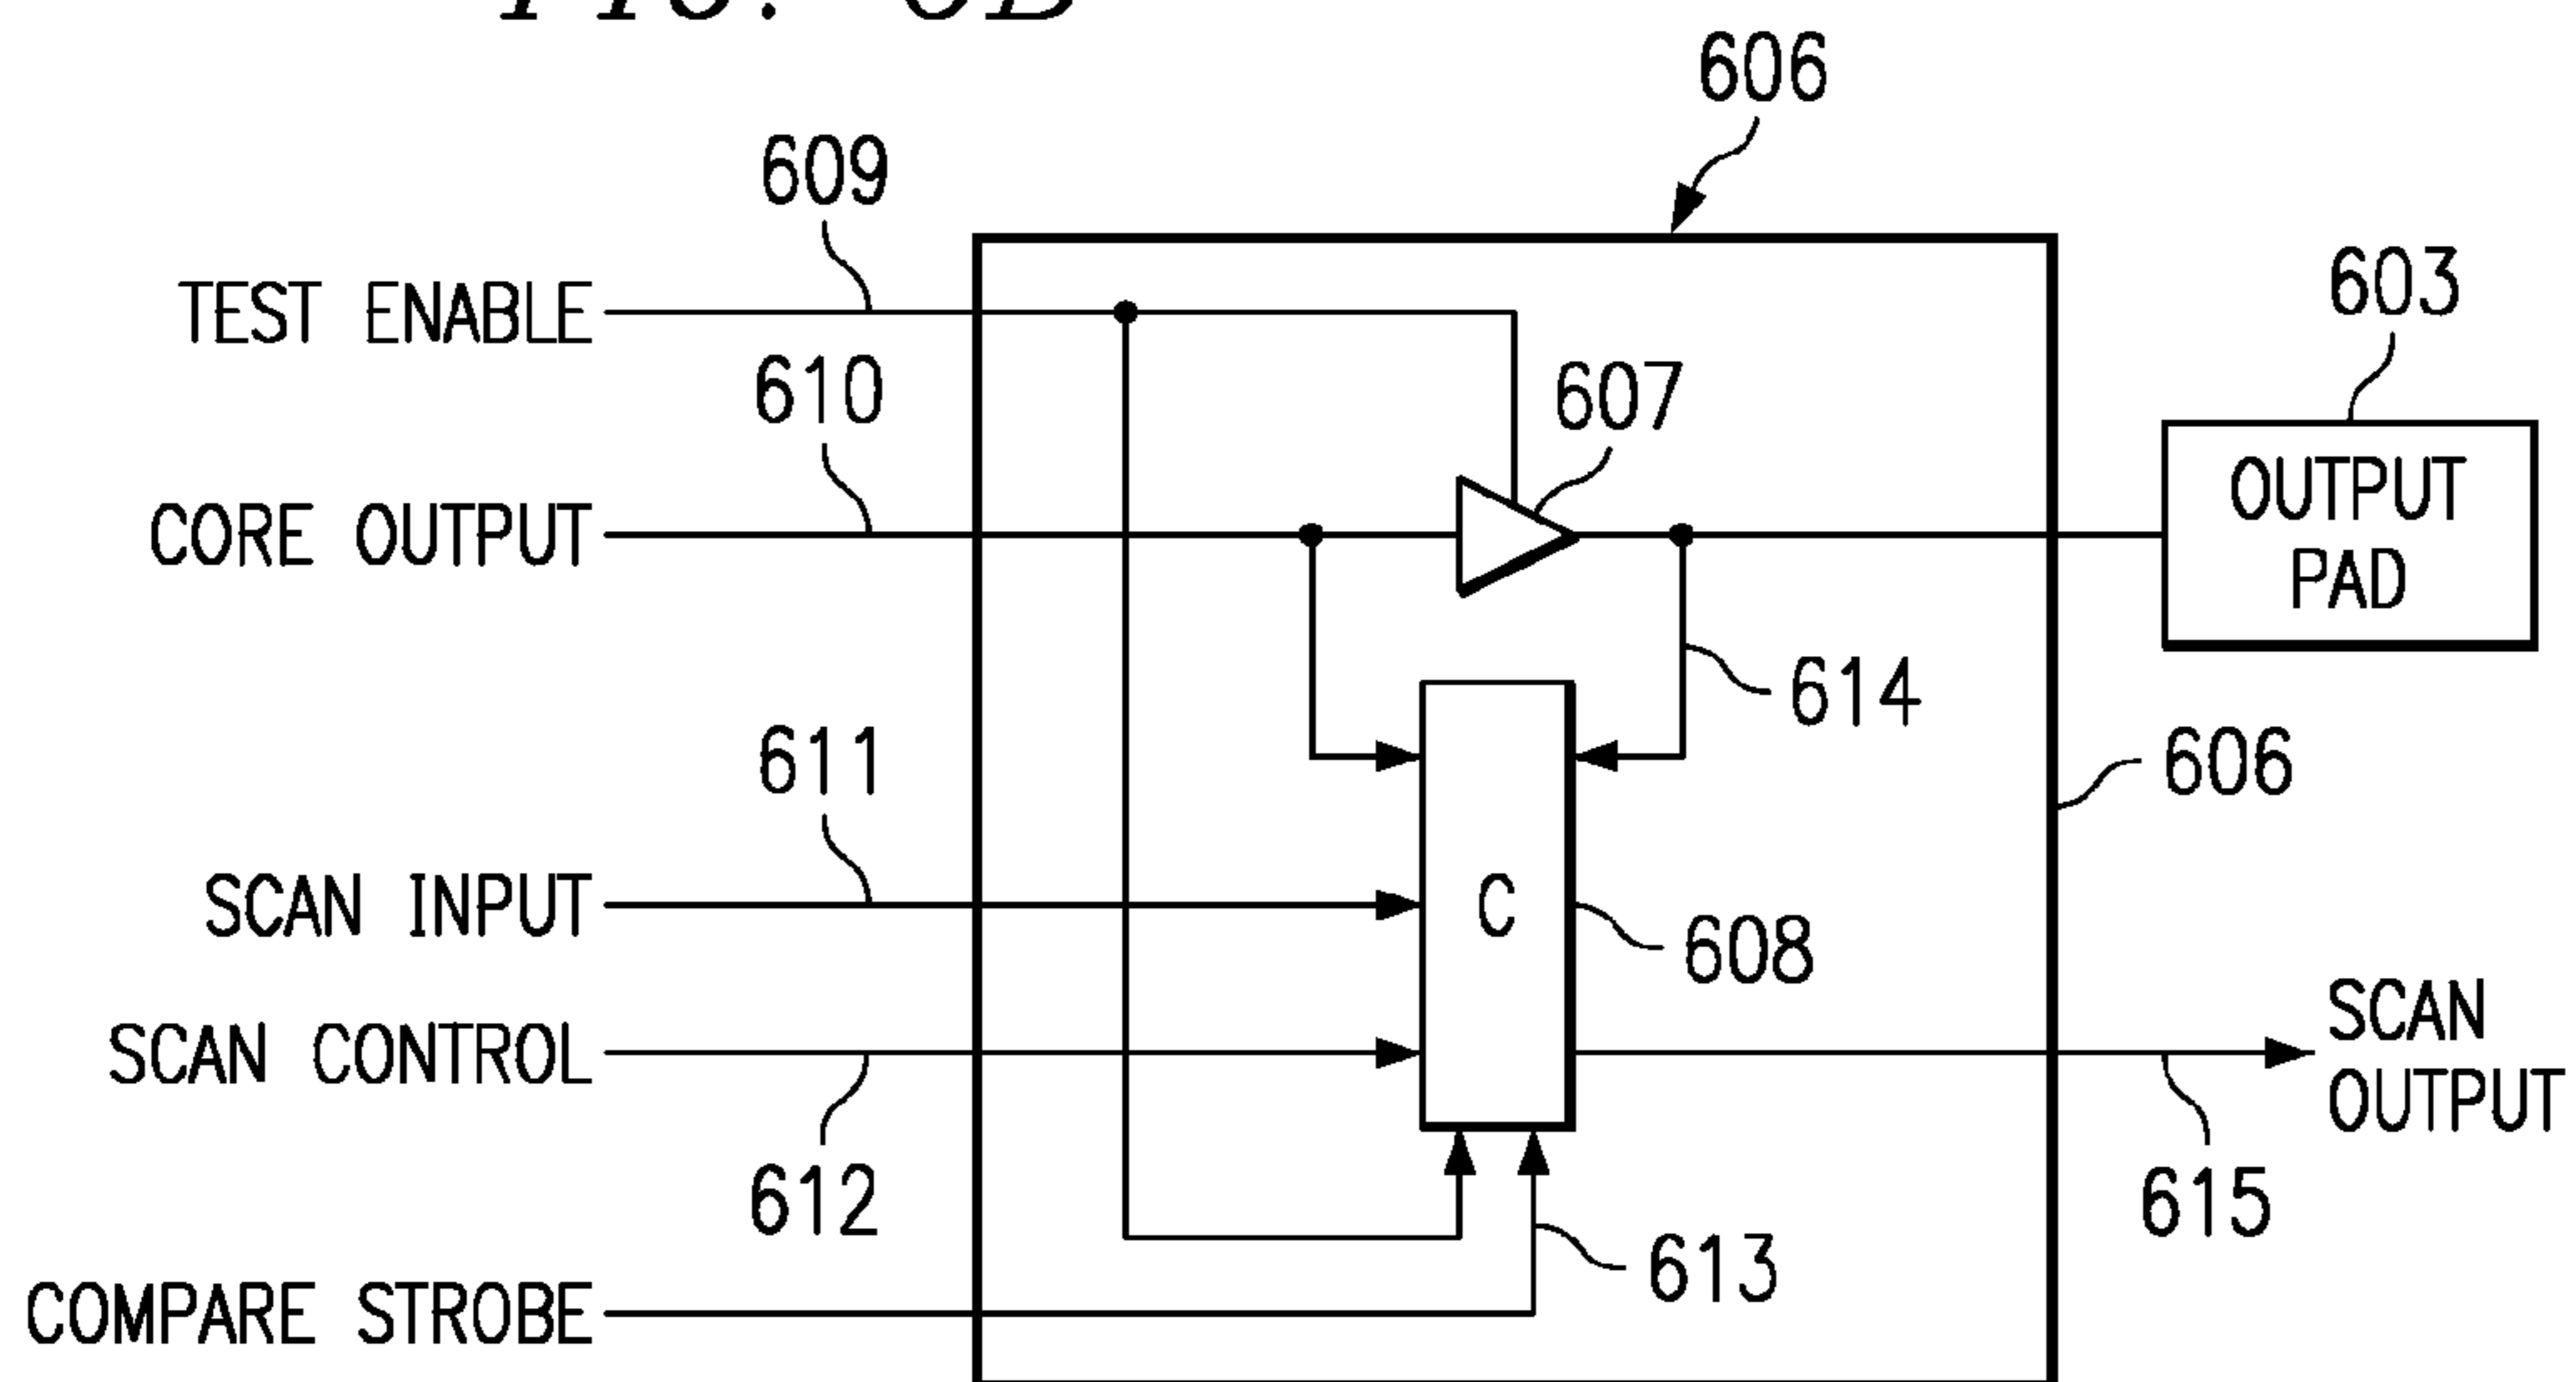 606
609
TEST ENABLE
603
610
607
CORE OUTPUT
OUTPUT
PAD
614
611
606
SCAN INPUT
C
608
SCAN CONTROL
SCAN
OUTPUT
612
615
613
COMPARE STROBE